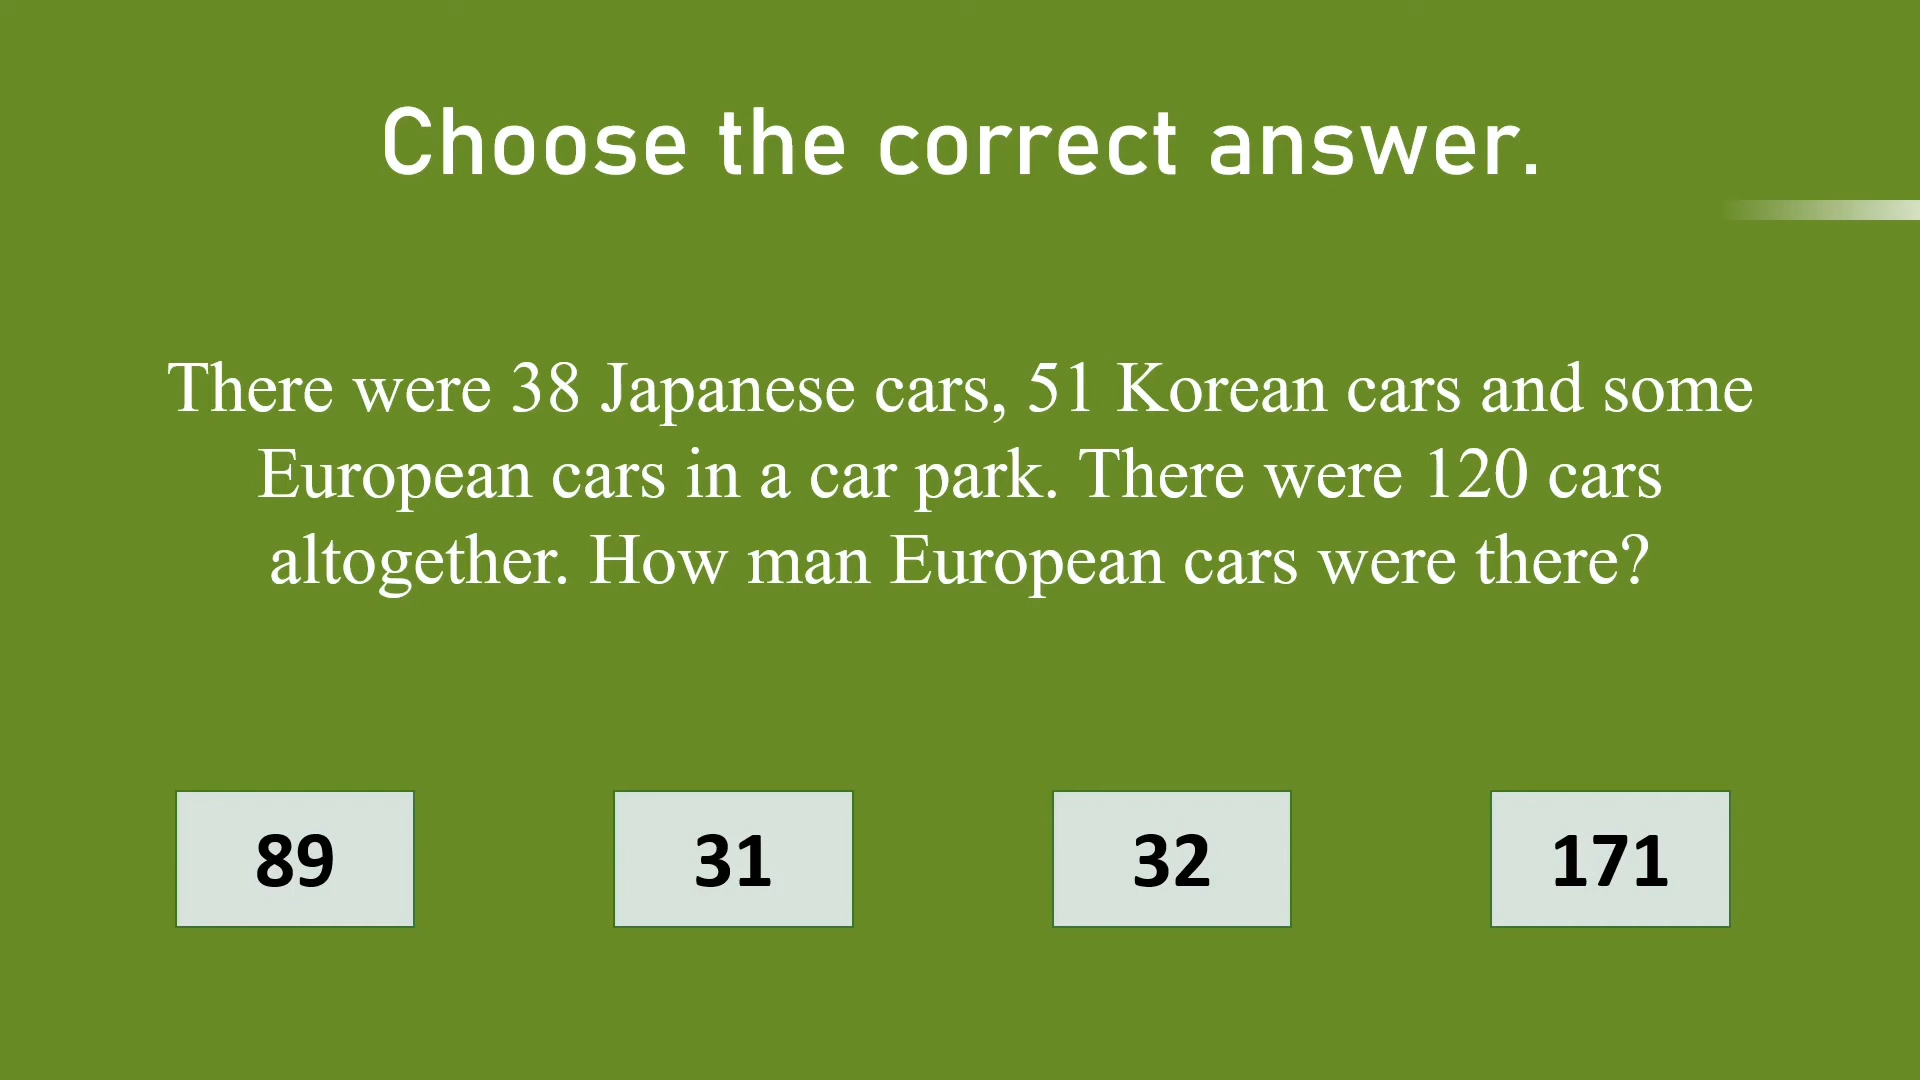 Choose the correct answer.
There were 38 Japanese cars, 51 Korean cars and some
European cars in a car park. There were 120 cars
altogether. How man European cars were there?
89
31
32
171